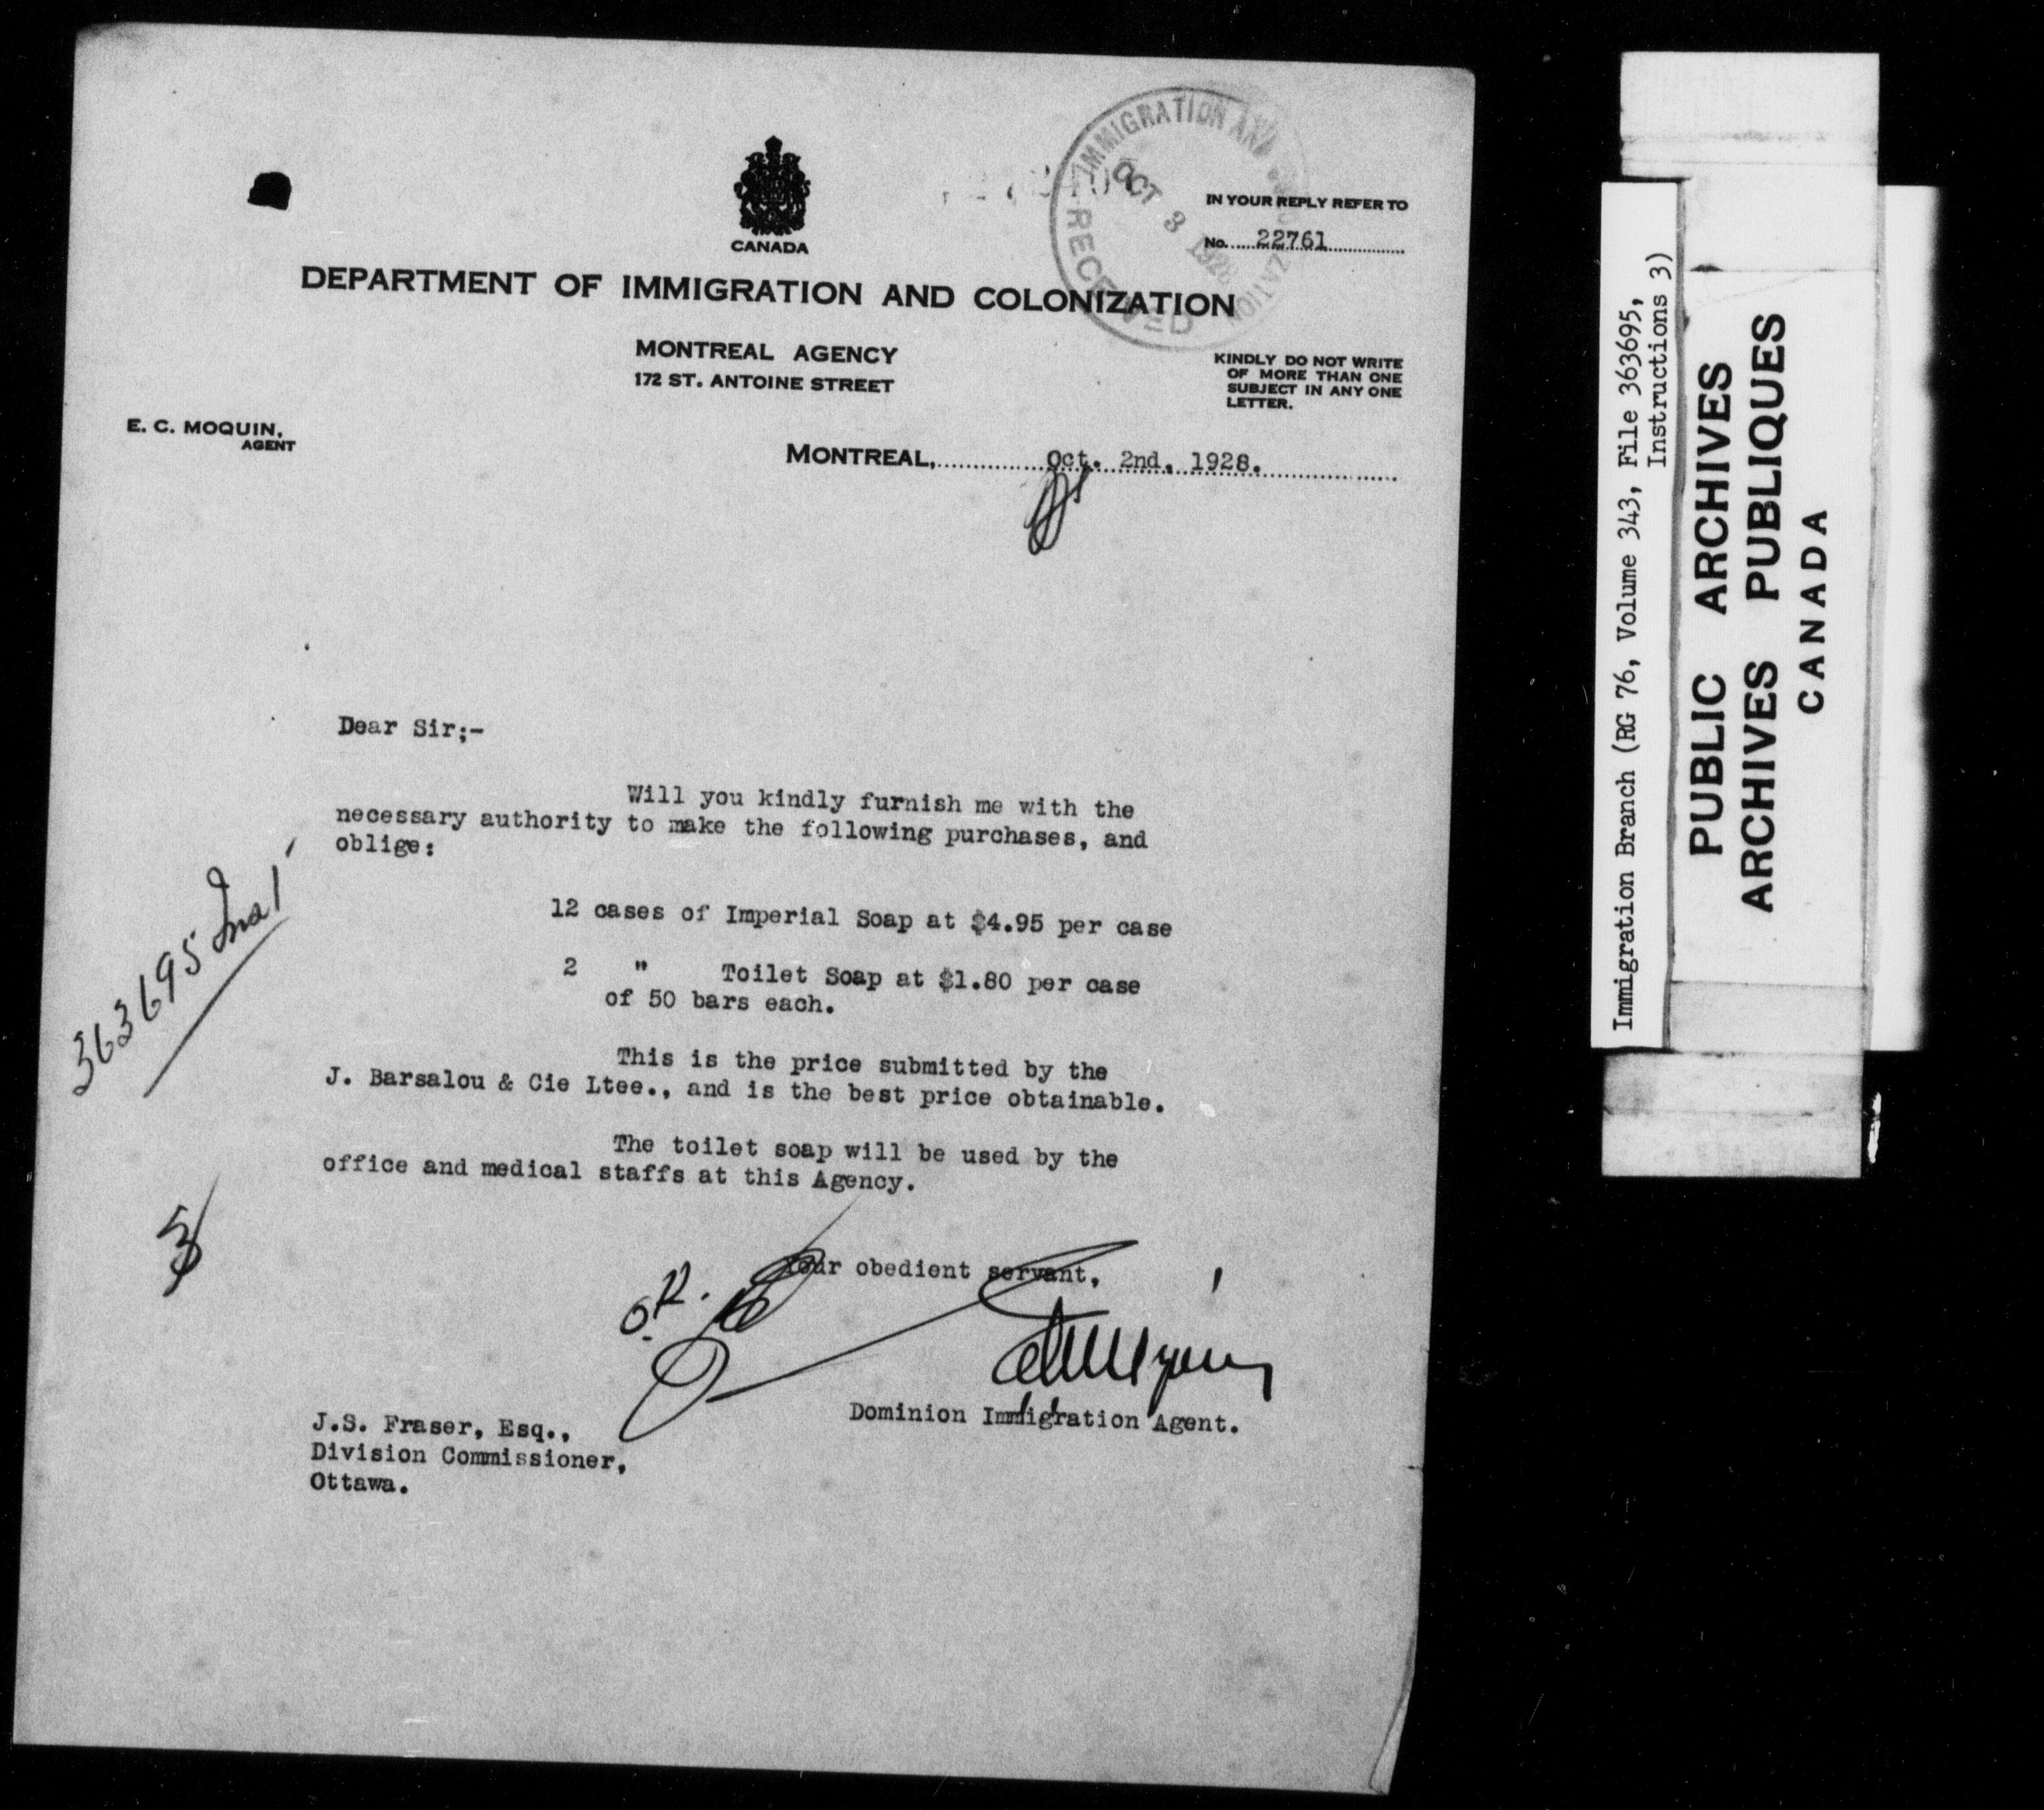 CANADA
DEPARTMENT OF IMMIGRATION AND COLONIZATION
MONTREAL AGENCY
172 ST. ANTOINE STREET
IMMIGRATION AND COLONIZATION
RECEIVED
OCT 3 1928
IN YOUR REPLY REFER TO
No. 22761
KINDLY DO NOT WRITE
OF MORE THAN ONE
SUBJECT IN ANY ONE
LETTER.
E. C. MOQUIN,
AGENT
MONTREAL, Oct. 2nd. 1928.
Dear Sir;-
Will you kindly furnish me with the
necessary authority to make the following purchases, and
oblige:
12 cases of Imperial Soap at $4.95 per case
2 " Toilet Soap at $1.80 per case
of 50 bars each.
363695
This is the price submitted by the
J. Barsalou & Cie Ltee., and is the best price obtainable.
The toilet soap will be used by the
office and medical staffs at this Agency.
Your obedient servant,
O.K.
Dominion Immigration Agent.
J.S. Fraser, Esq.,
Division Commissioner,
Ottawa.
Immigration Branch (RG 76, Volume 343, File 363695,
Instructions 3)
PUBLIC ARCHIVES
ARCHIVES PUBLIQUES
CANADA